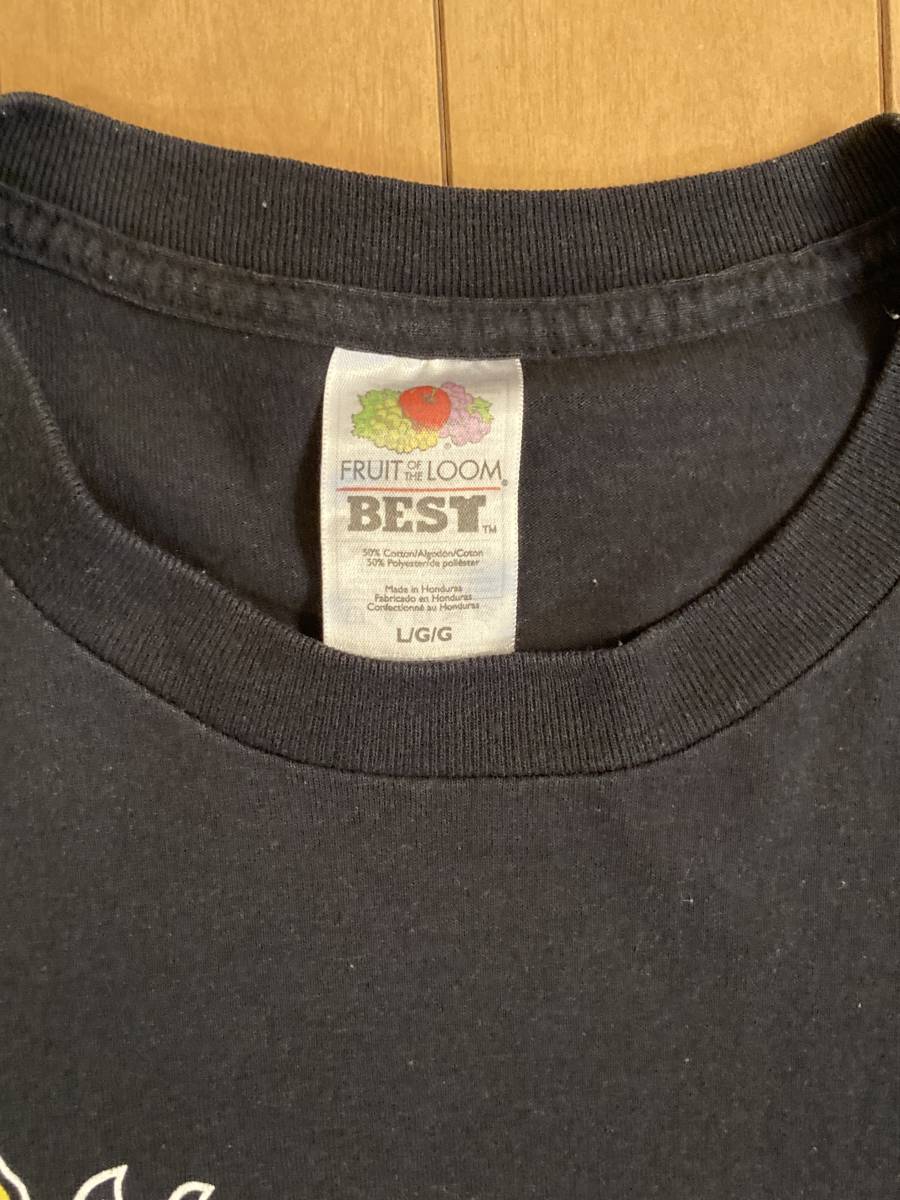 ®
FRUIT OF THE LOOM®
BEST™
50% Cotton/Algodón/Coton
50% Polyester/de poliéster
Made in Honduras
Fabricado en Honduras
Confectionné au Honduras
L/G/G